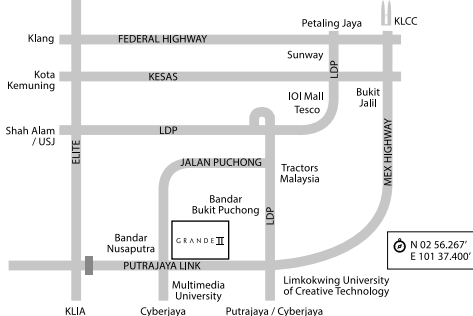 Petaling Jaya
KLCC
Klang
FEDERAL HIGHWAY
Sunway
LDP
Kota
Kemuning
KESAS
IOI Mall
Tesco
Bukit
Jalil
Shah Alam
/ USJ
LDP
ELITE
MEX HIGHWAY
JALAN PUCHONG
Tractors
Malaysia
Bandar
Bukit Puchong
LDP
Bandar
Nusaputra
GRANDE II
N 02 56.267'
E 101 37.400'
PUTRAJAYA LINK
Multimedia
University
Limkokwing University
of Creative Technology
KLIA
Cyberjaya
Putrajaya / Cyberjaya